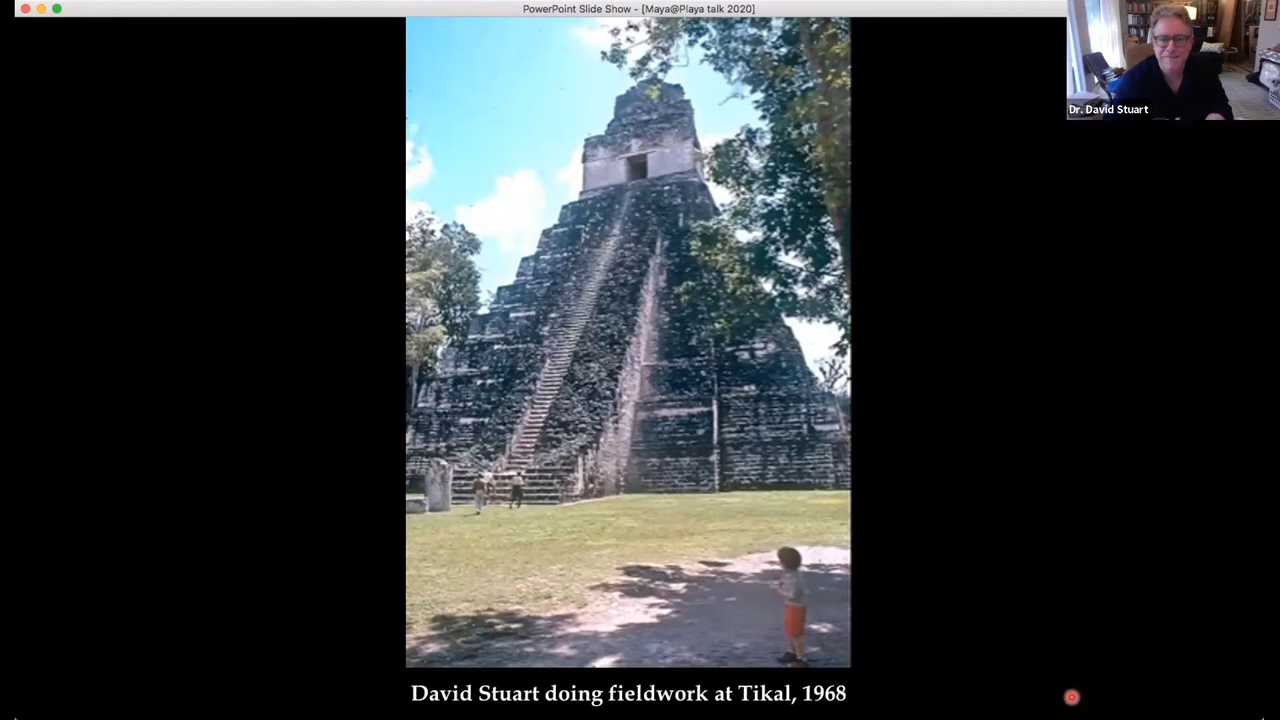 PowerPoint Slide Show - [Maya@Playa talk 2020]
Dr. David Stuart
David Stuart doing fieldwork at Tikal, 1968